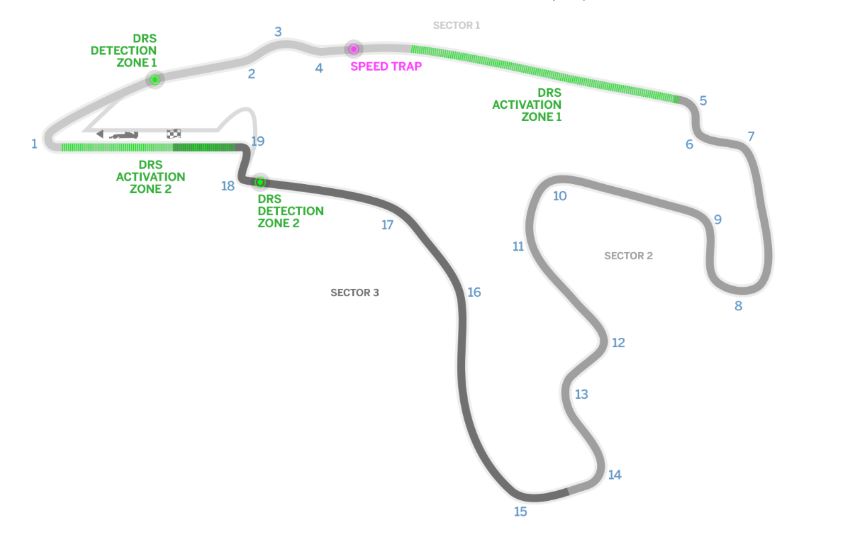 SECTOR 1
3
DRS
DETECTION
ZONE 1
2
4
SPEED TRAP
DRS
ACTIVATION
ZONE 1
5
6
7
1
19
DRS
ACTIVATION
ZONE 2
18
DRS
DETECTION
ZONE 2
17
10
9
11
SECTOR 2
8
SECTOR 3
16
12
13
14
15